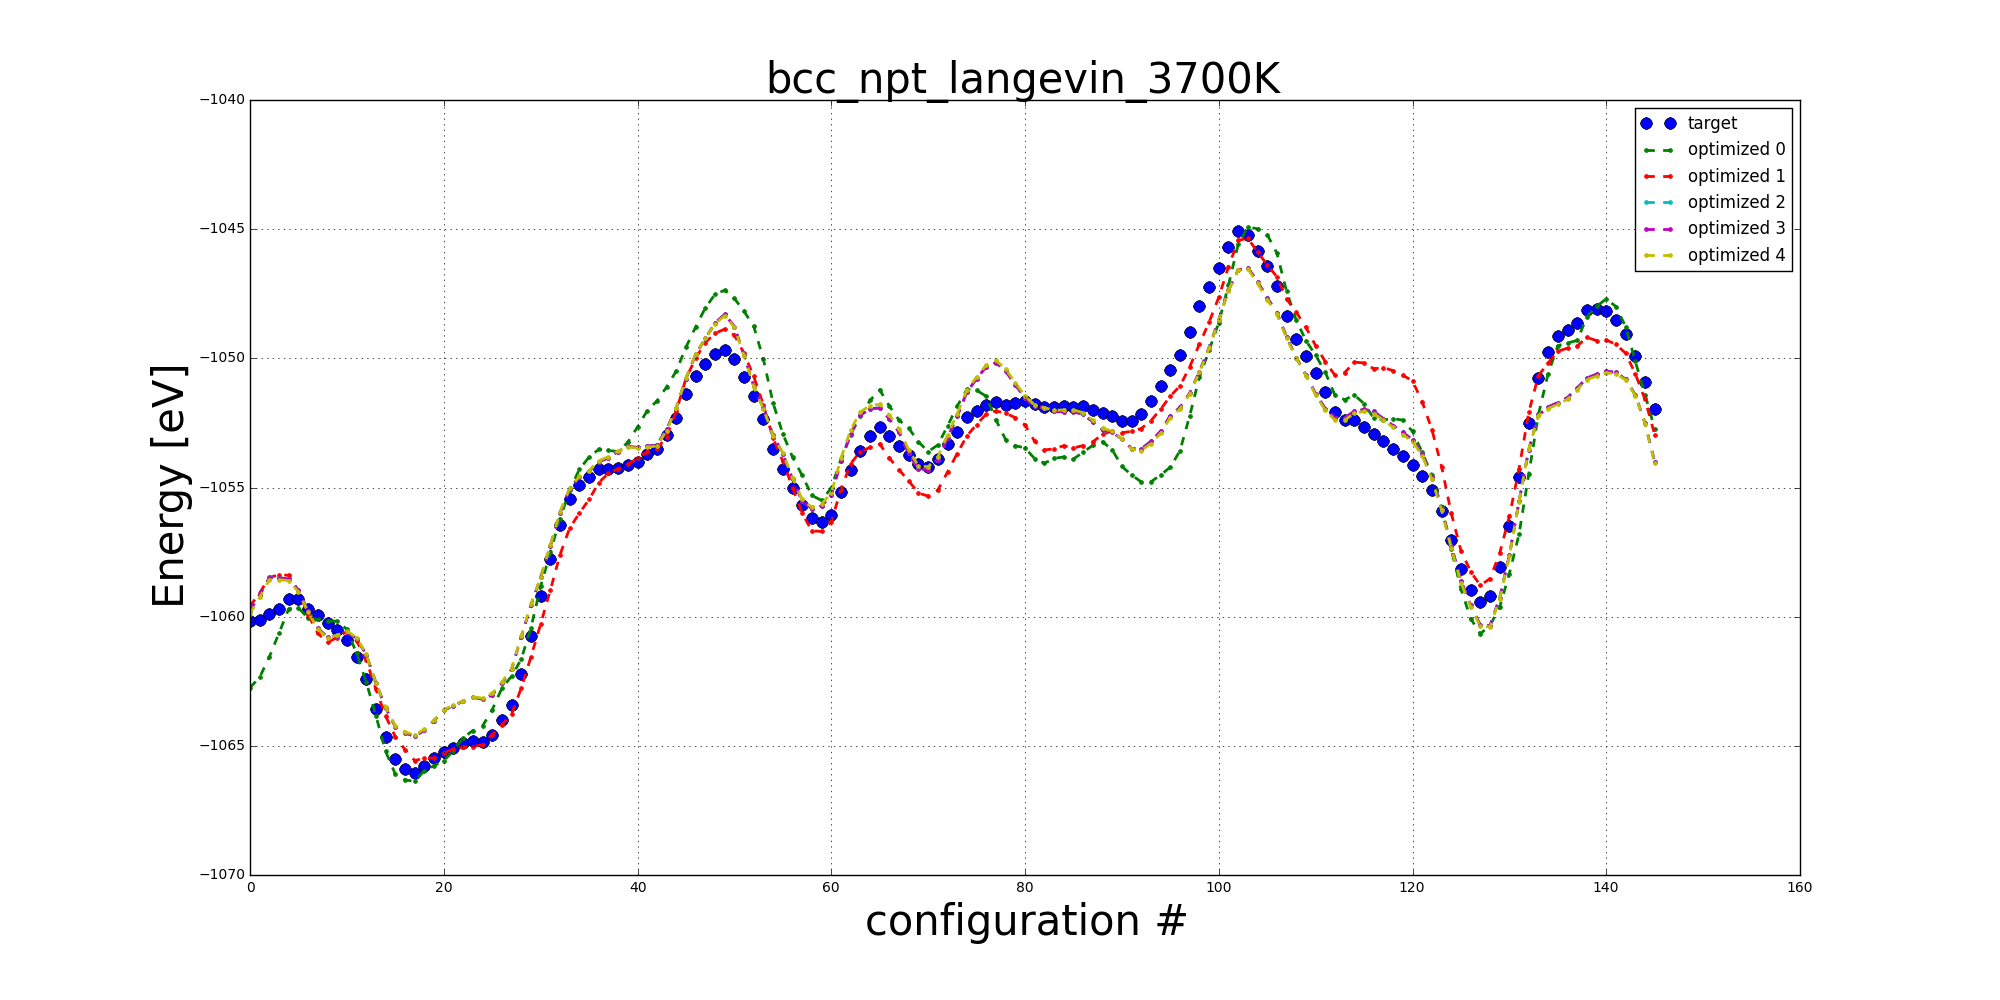 bcc_npt_langevin_3700K
−1040
−1045
−1050
−1055
−1060
−1065
−1070
Energy [eV]
0 20 40 60 80 100 120 140 160
configuration #
target
optimized 0
optimized 1
optimized 2
optimized 3
optimized 4